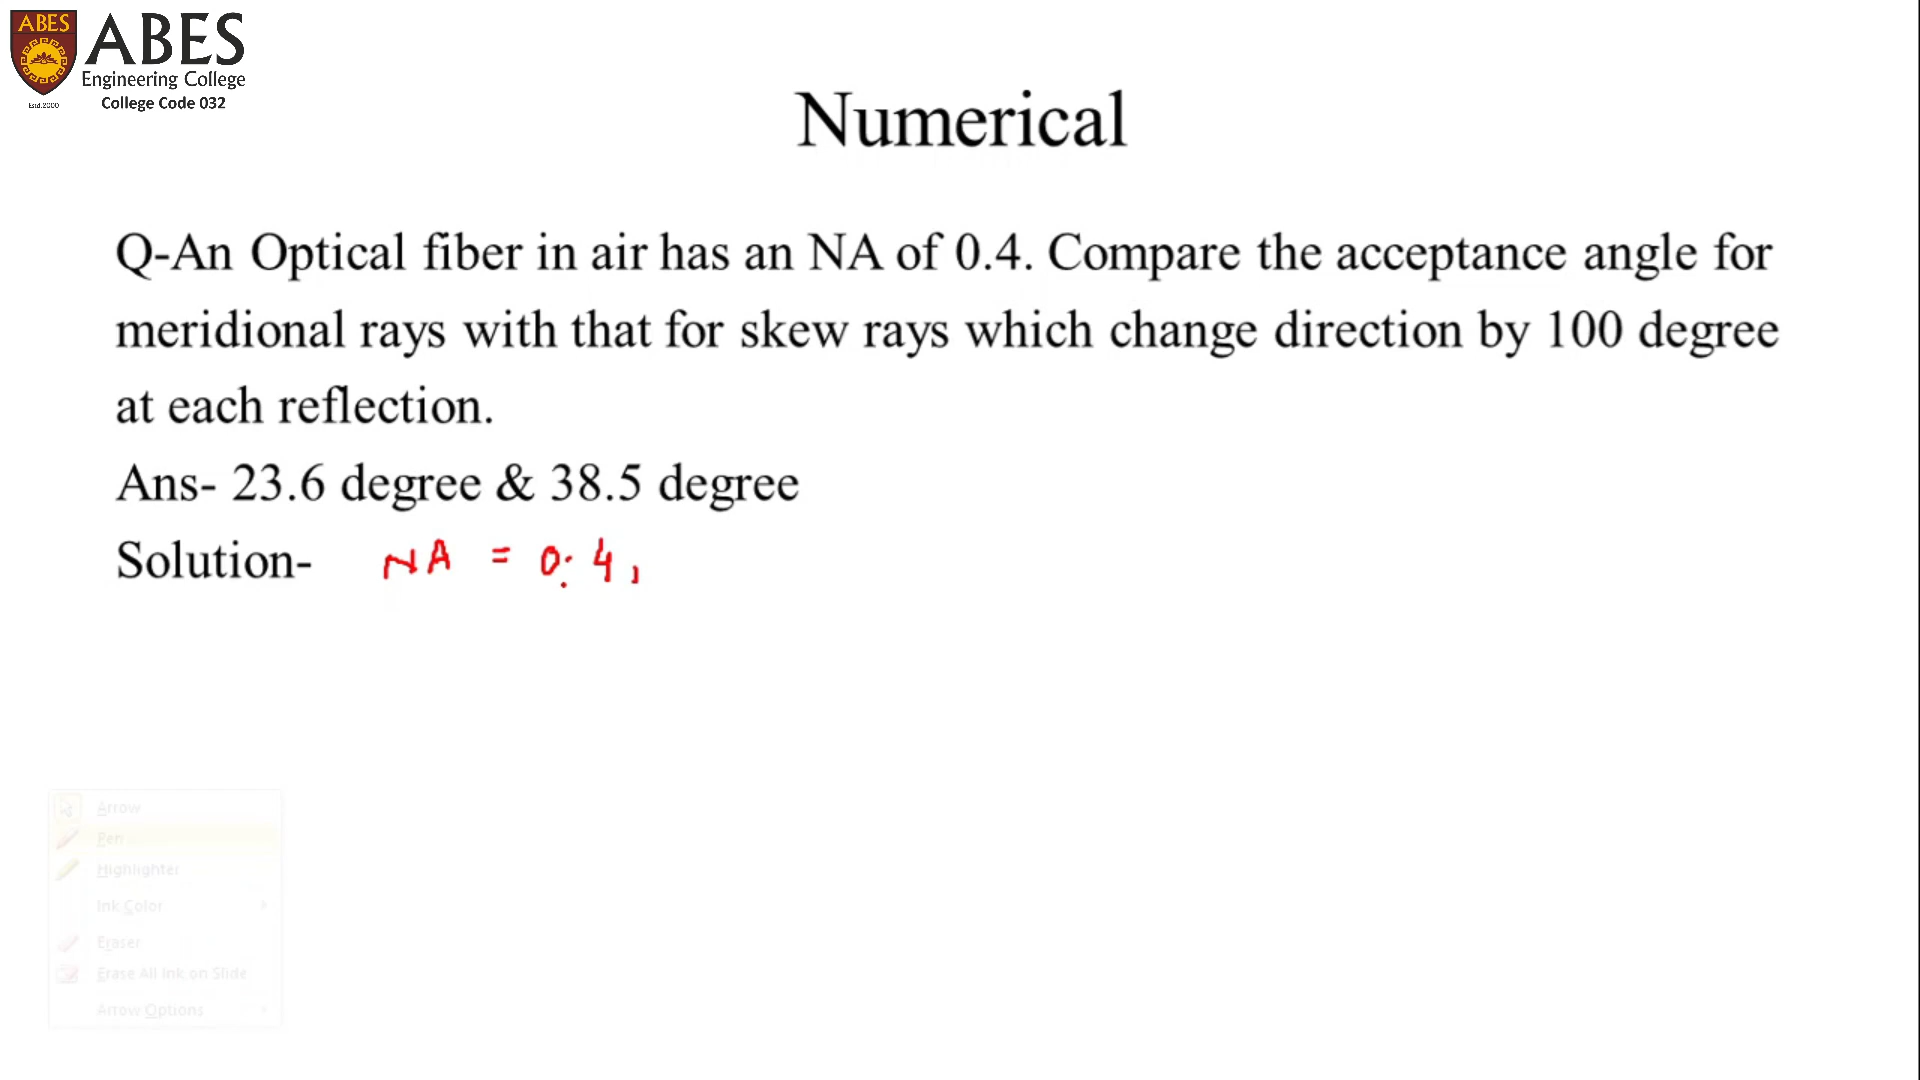 ABES
ABES
Engineering College
Estd.2000
College Code 032
Numerical
Q-An Optical fiber in air has an NA of 0.4. Compare the acceptance angle for
meridional rays with that for skew rays which change direction by 100 degree
at each reflection.
Ans- 23.6 degree & 38.5 degree
Solution- NA = 0.4,
Arrow
Pen
Highlighter
Ink Color
Eraser
Erase All Ink on Slide
Arrow Options